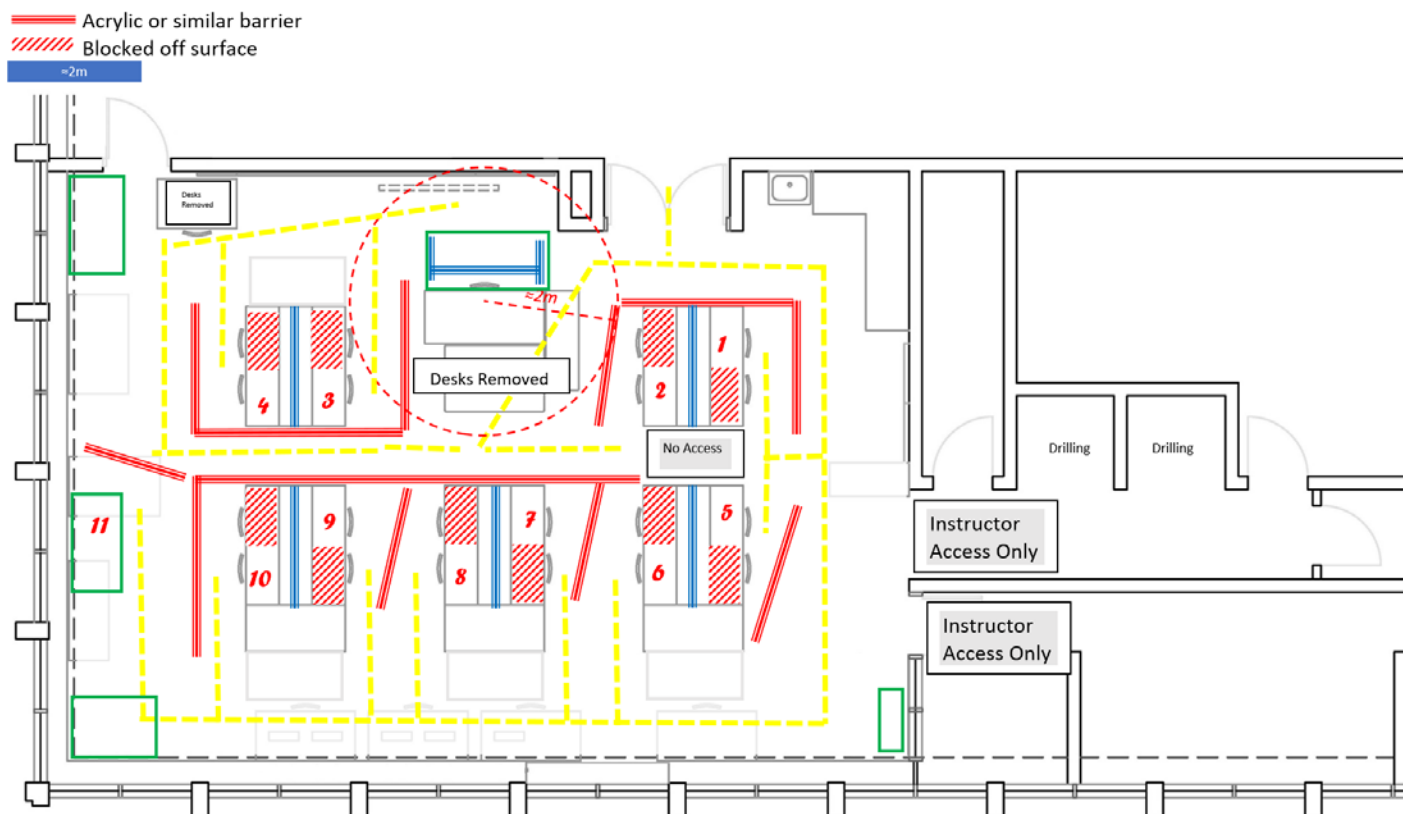 Acrylic or similar barrier
Blocked off surface
≈2m
Desks
Removed
≈2m
1
2
Desks Removed
4
3
No Access
Drilling
Drilling
11
9
7
5
Instructor
Access Only
10
8
6
Instructor
Access Only